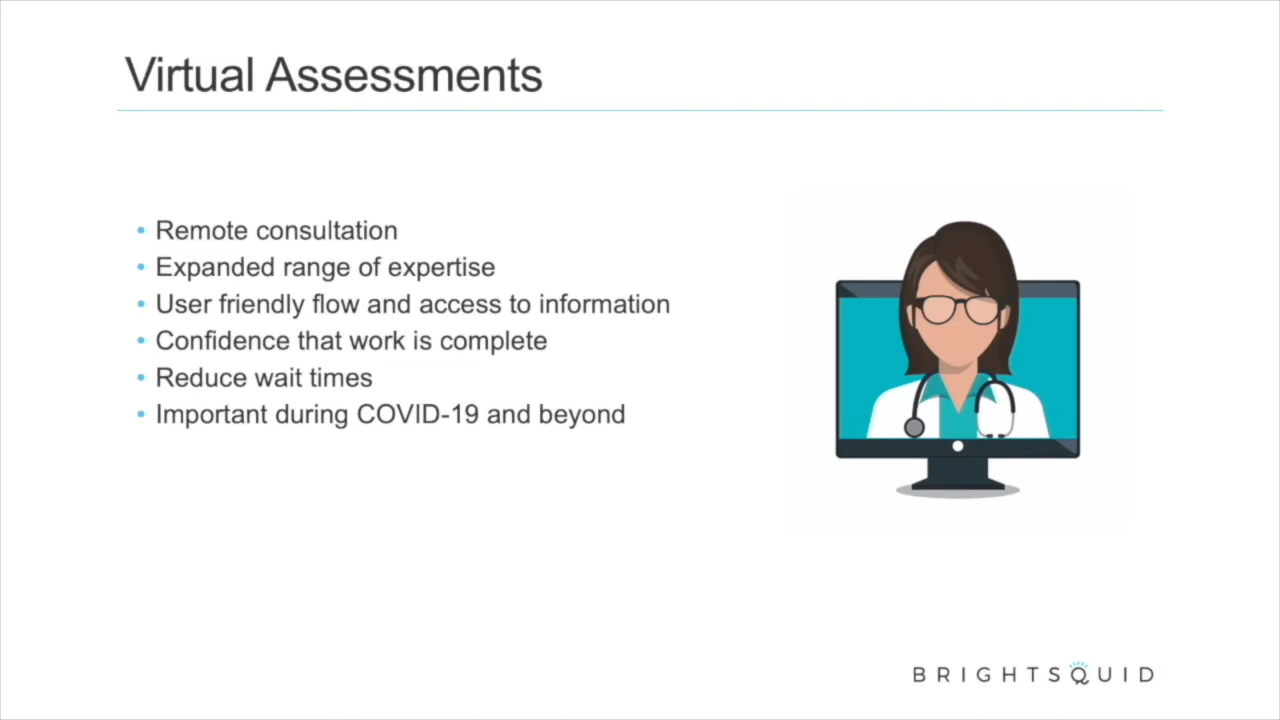 Virtual Assessments
• Remote consultation
• Expanded range of expertise
• User friendly flow and access to information
• Confidence that work is complete
• Reduce wait times
• Important during COVID-19 and beyond
BRIGHTSQUID